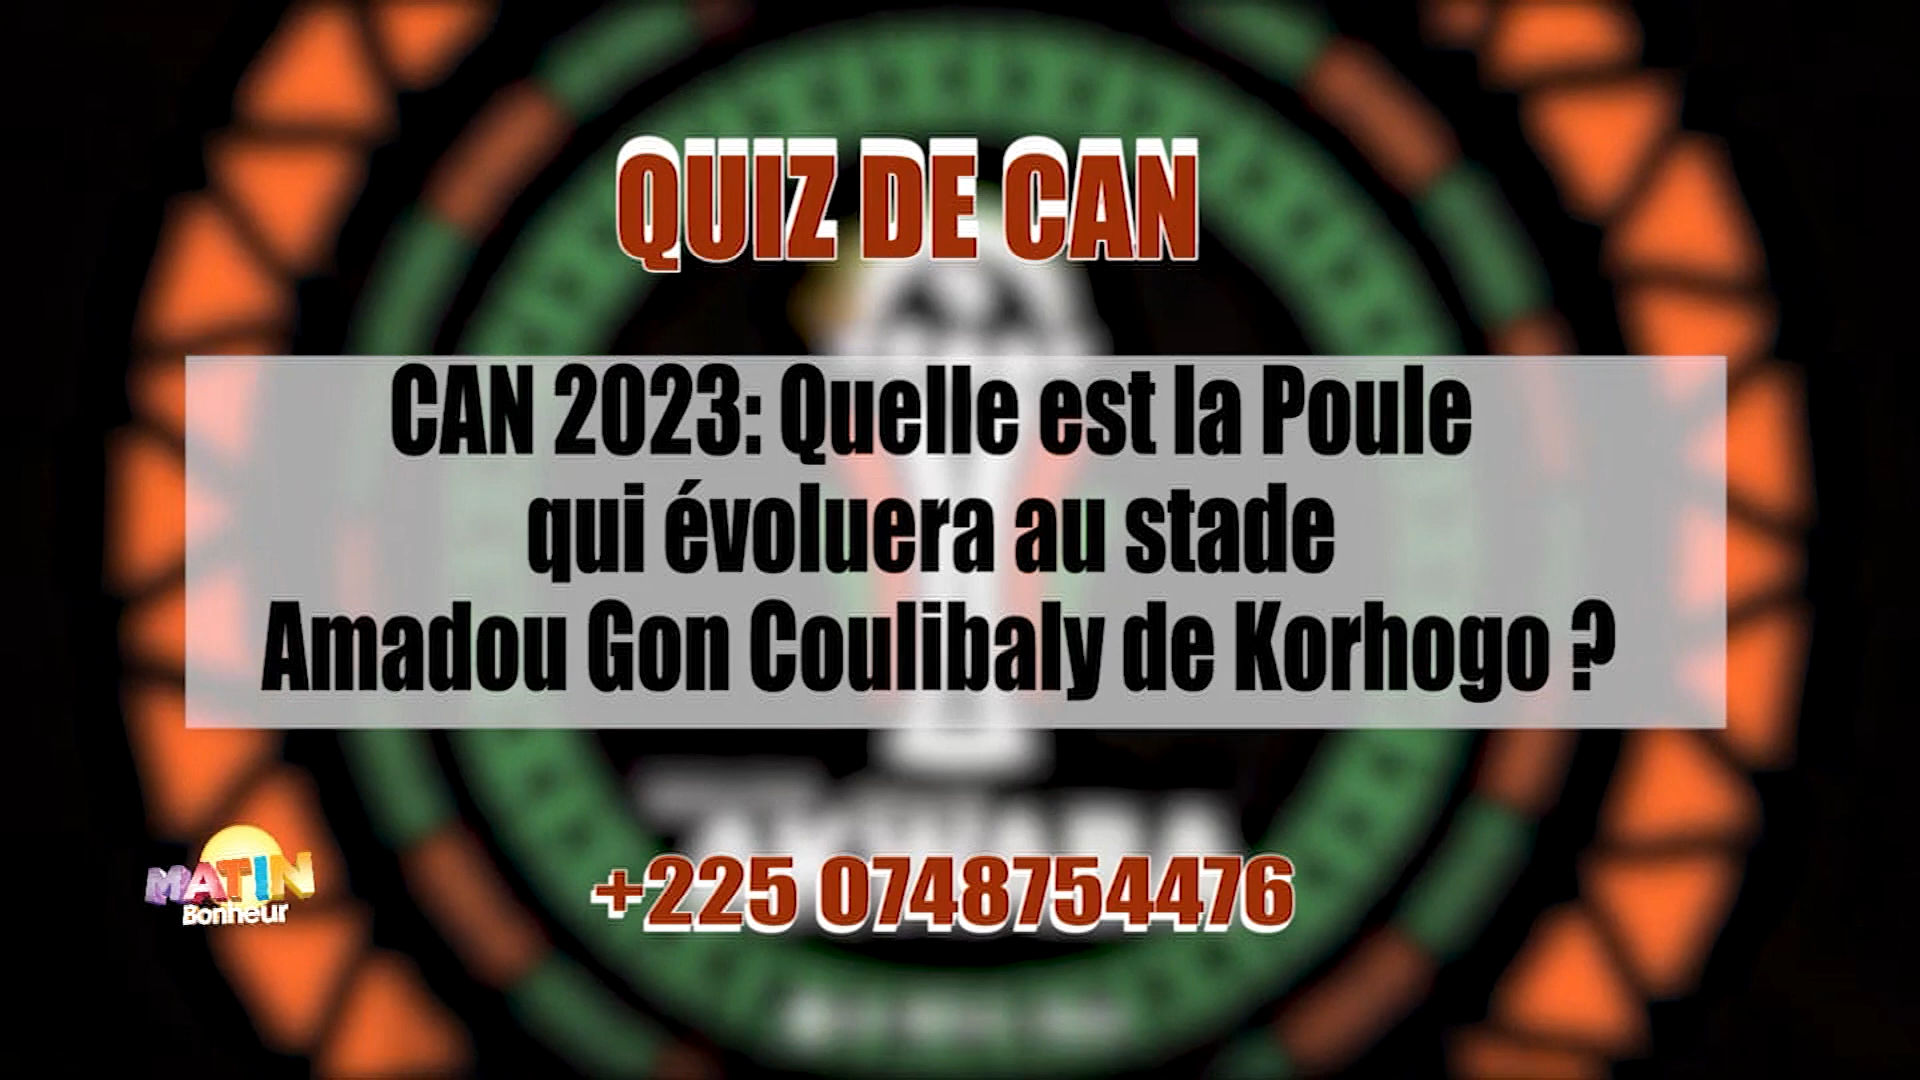 QUIZ DE CAN
CAN 2023: Quelle est la Poule
qui évoluera au stade
Amadou Gon Coulibaly de Korhogo ?
MATIN
Bonheur
+225 0748754476